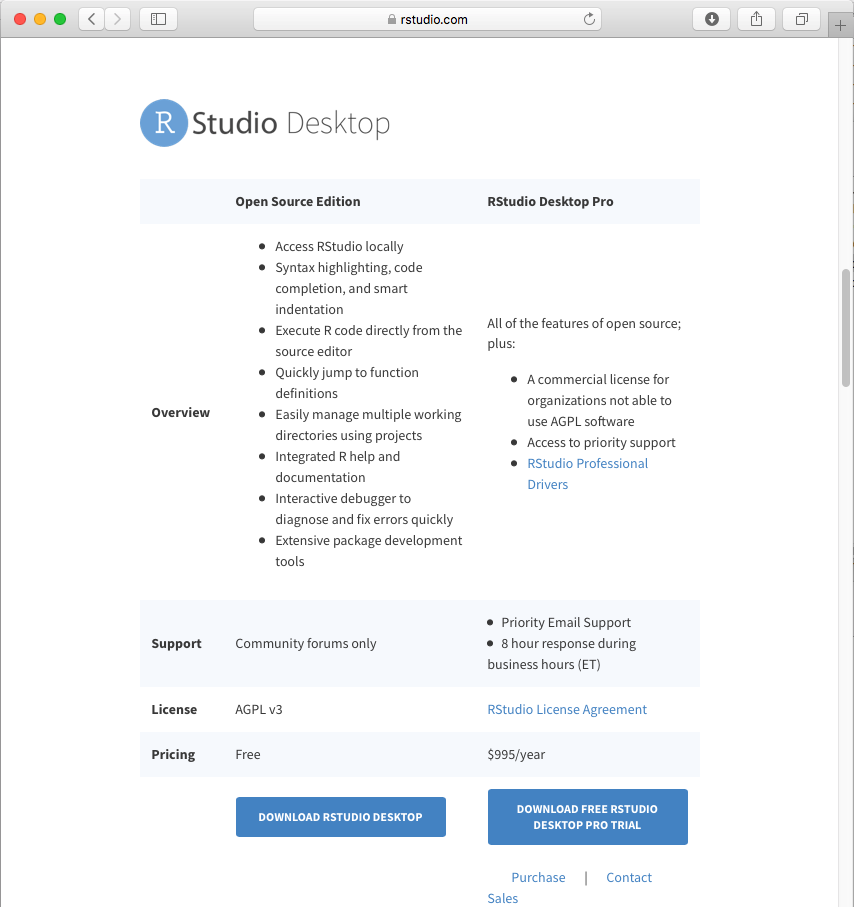 rstudio.com
R Studio Desktop
Open Source Edition
RStudio Desktop Pro
Overview
Access RStudio locally
Syntax highlighting, code
completion, and smart
indentation
Execute R code directly from the
source editor
Quickly jump to function
definitions
Easily manage multiple working
directories using projects
Integrated R help and
documentation
Interactive debugger to
diagnose and fix errors quickly
Extensive package development
tools
All of the features of open source;
plus:
A commercial license for
organizations not able to
use AGPL software
Access to priority support
RStudio Professional
Drivers
Support
Community forums only
Priority Email Support
8 hour response during
business hours (ET)
License
AGPL v3
RStudio License Agreement
Pricing
Free
$995/year
DOWNLOAD RSTUDIO DESKTOP
DOWNLOAD FREE RSTUDIO
DESKTOP PRO TRIAL
Purchase | Contact
Sales